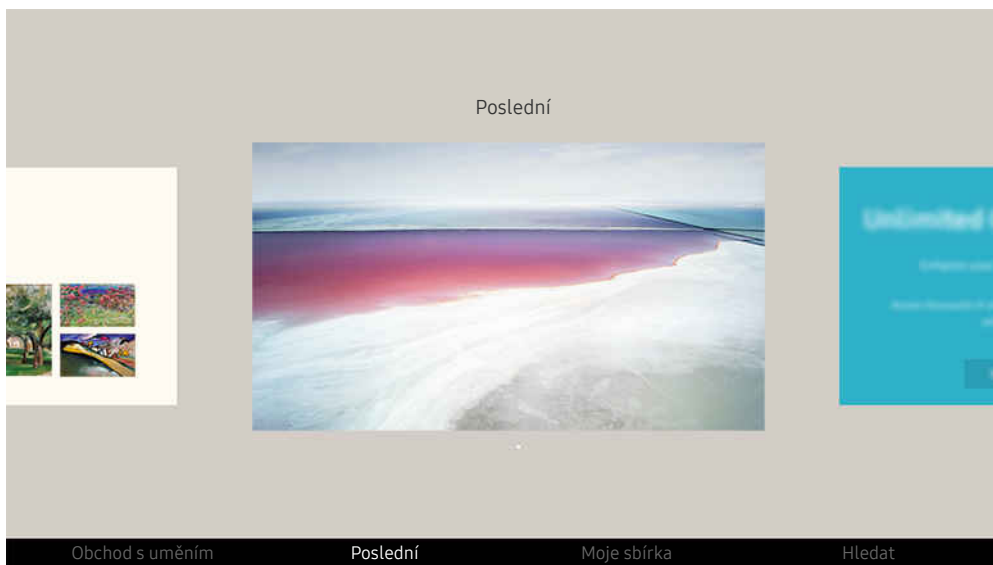 Poslední
Unlimited
Obchod s uměním
Poslední
Moje sbírka
Hledat